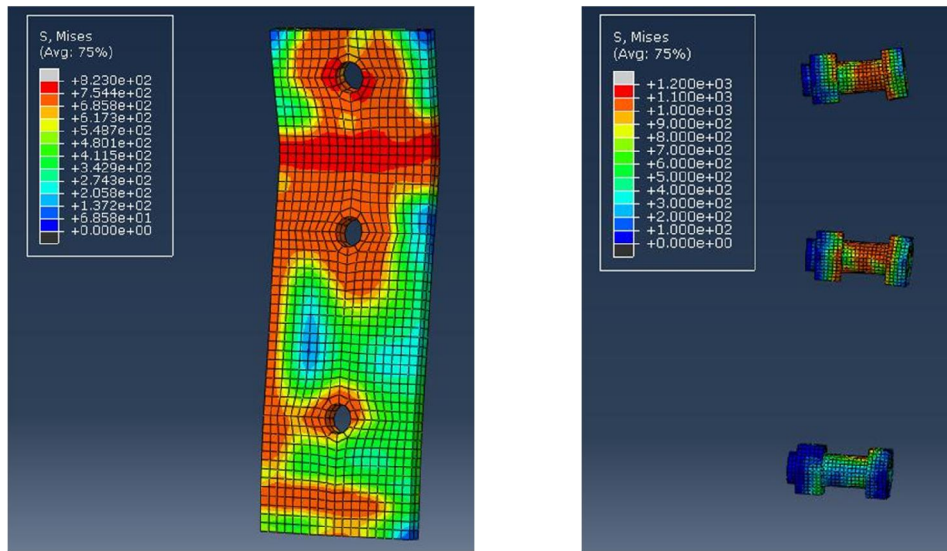 S, Mises
(Avg: 75%)
+8.230e+02
+7.544e+02
+6.858e+02
+6.173e+02
+5.487e+02
+4.801e+02
+4.115e+02
+3.429e+02
+2.743e+02
+2.058e+02
+1.372e+02
+6.858e+01
+0.000e+00
S, Mises
(Avg: 75%)
+1.200e+03
+1.100e+03
+1.000e+03
+9.000e+02
+8.000e+02
+7.000e+02
+6.000e+02
+5.000e+02
+4.000e+02
+3.000e+02
+2.000e+02
+1.000e+02
+0.000e+00